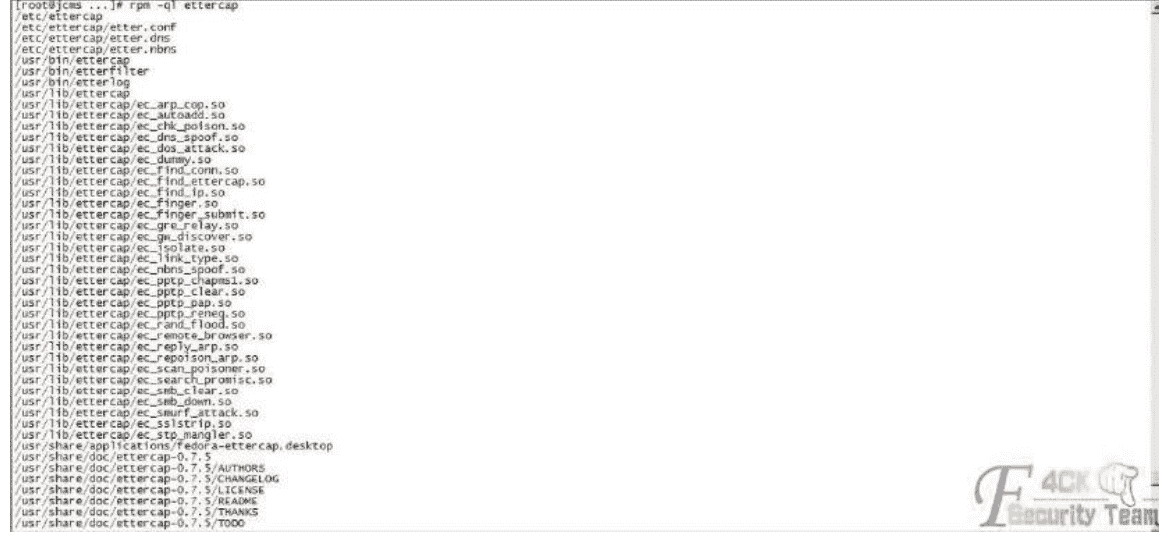 [root@jcms ...]# rpm -ql ettercap
/etc/ettercap
/etc/ettercap/etter.conf
/etc/ettercap/etter.dns
/etc/ettercap/etter.nbns
/usr/bin/ettercap
/usr/bin/etterfilter
/usr/bin/etterlog
/usr/lib/ettercap
/usr/lib/ettercap/ec_arp_cop.so
/usr/lib/ettercap/ec_autoadd.so
/usr/lib/ettercap/ec_chk_poison.so
/usr/lib/ettercap/ec_dns_spoof.so
/usr/lib/ettercap/ec_dos_attack.so
/usr/lib/ettercap/ec_dummy.so
/usr/lib/ettercap/ec_find_conn.so
/usr/lib/ettercap/ec_find_ettercap.so
/usr/lib/ettercap/ec_find_ip.so
/usr/lib/ettercap/ec_finger.so
/usr/lib/ettercap/ec_finger_submit.so
/usr/lib/ettercap/ec_gre_relay.so
/usr/lib/ettercap/ec_gw_discover.so
/usr/lib/ettercap/ec_isolate.so
/usr/lib/ettercap/ec_link_type.so
/usr/lib/ettercap/ec_nbns_spoof.so
/usr/lib/ettercap/ec_pptp_chapms1.so
/usr/lib/ettercap/ec_pptp_clear.so
/usr/lib/ettercap/ec_pptp_pap.so
/usr/lib/ettercap/ec_pptp_reneg.so
/usr/lib/ettercap/ec_rand_flood.so
/usr/lib/ettercap/ec_remote_browser.so
/usr/lib/ettercap/ec_reply_arp.so
/usr/lib/ettercap/ec_repoison_arp.so
/usr/lib/ettercap/ec_scan_poisoner.so
/usr/lib/ettercap/ec_search_promisc.so
/usr/lib/ettercap/ec_smb_clear.so
/usr/lib/ettercap/ec_smb_down.so
/usr/lib/ettercap/ec_smurf_attack.so
/usr/lib/ettercap/ec_sslstrip.so
/usr/lib/ettercap/ec_stp_mangler.so
/usr/share/applications/fedora-ettercap.desktop
/usr/share/doc/ettercap-0.7.5
/usr/share/doc/ettercap-0.7.5/AUTHORS
/usr/share/doc/ettercap-0.7.5/CHANGELOG
/usr/share/doc/ettercap-0.7.5/LICENSE
/usr/share/doc/ettercap-0.7.5/README
/usr/share/doc/ettercap-0.7.5/THANKS
/usr/share/doc/ettercap-0.7.5/TODO
F4CK
Security Team